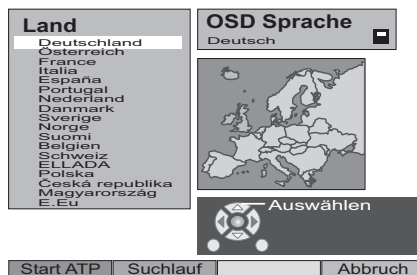 Land
Deutschland
Österreich
France
Italia
España
Portugal
Nederland
Danmark
Sverige
Norge
Suomi
Belgien
Schweiz
ELLADA
Polska
Česká republika
Magyarország
E.Eu
OSD Sprache
Deutsch
Auswählen
Start ATP
Suchlauf
Abbruch